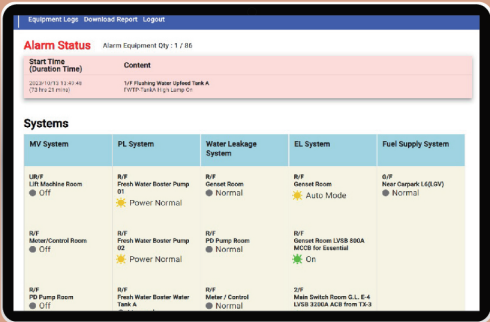 Equipment Logs Download Report Logout
Alarm Status Alarm Equipment Qty : 1 / 86
Start Time
(Duration Time)
Content
2023/10/13 13:49:48
(73 hrs 21 mins)
1/F Flushing Water Upfeed Tank A
FWTP-TankA High Lamp On
Systems
MV System
PL System
Water Leakage
System
EL System
Fuel Supply System
UR/F
Lift Machine Room
Off
R/F
Fresh Water Boster Pump
01
Power Normal
R/F
Genset Room
Normal
R/F
Genset Room
Auto Mode
G/F
Near Carpark L6(LGV)
Normal
R/F
Meter/Control Room
Off
R/F
Fresh Water Boster Pump
02
Power Normal
R/F
PD Pump Room
Normal
R/F
Genset Room LVSB 800A
MCCB for Essential
On
R/F
PD Pump Room
Off
R/F
Fresh Water Boster Water
Tank A
R/F
Meter / Control
Normal
2/F
Main Switch Room G.L. E-4
LVSB 3200A ACB from TX-3